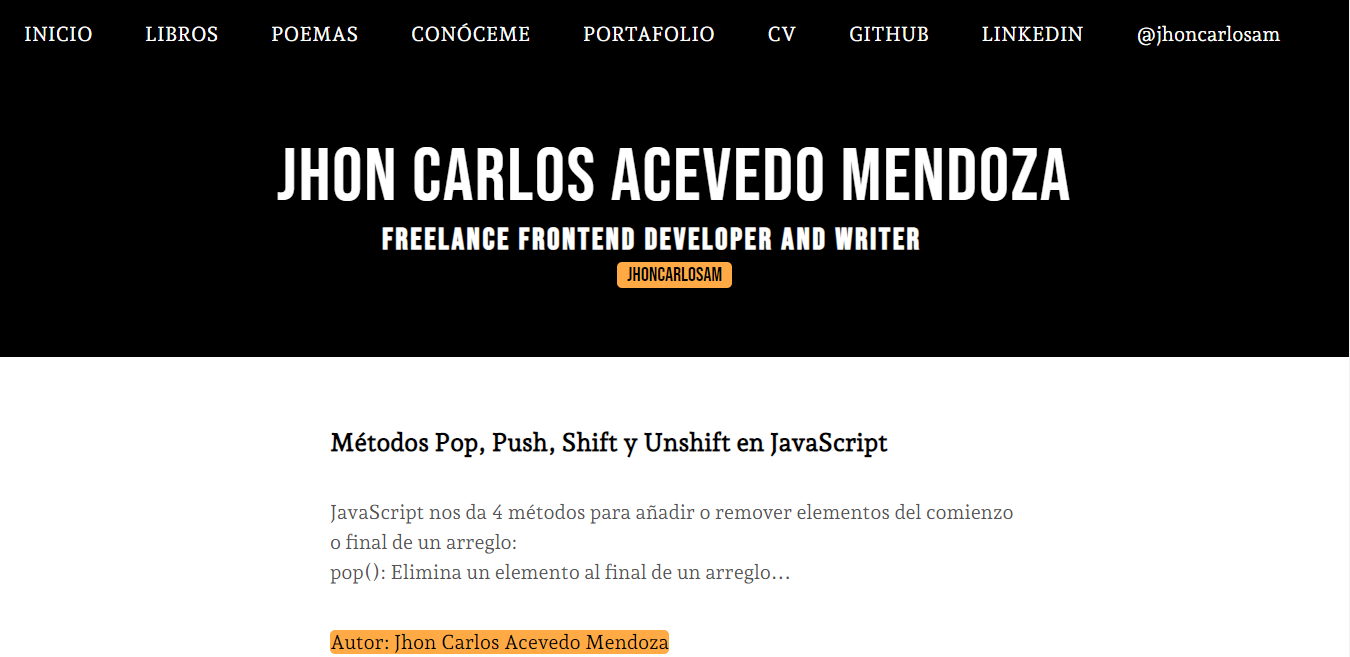 INICIO LIBROS POEMAS CONÓCEME PORTAFOLIO CV GITHUB LINKEDIN @jhoncarlosam
JHON CARLOS ACEVEDO MENDOZA
FREELANCE FRONTEND DEVELOPER AND WRITER
JHONCARLOSAM
Métodos Pop, Push, Shift y Unshift en JavaScript
JavaScript nos da 4 métodos para añadir o remover elementos del comienzo
o final de un arreglo:
pop(): Elimina un elemento al final de un arreglo...
Autor: Jhon Carlos Acevedo Mendoza